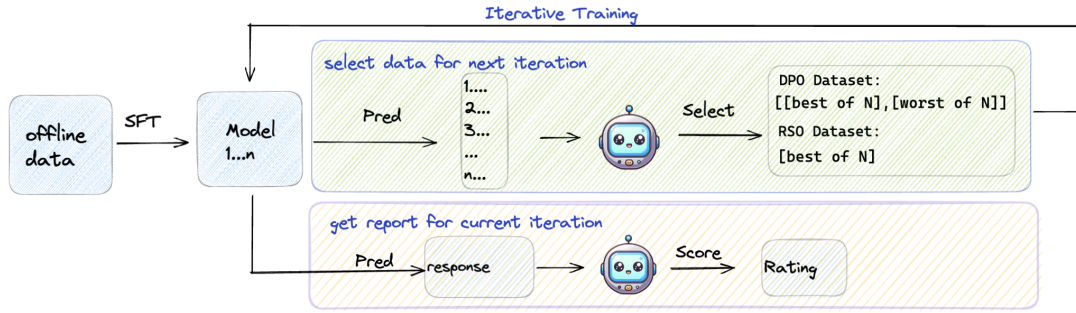 Iterative Training
select data for next iteration
offline
data
SFT
Model
1...n
Pred
1....
2...
3...
...
n...
Select
DPO Dataset:
[[best of N],[worst of N]]
RSO Dataset:
[best of N]
get report for current iteration
Pred
response
Score
Rating